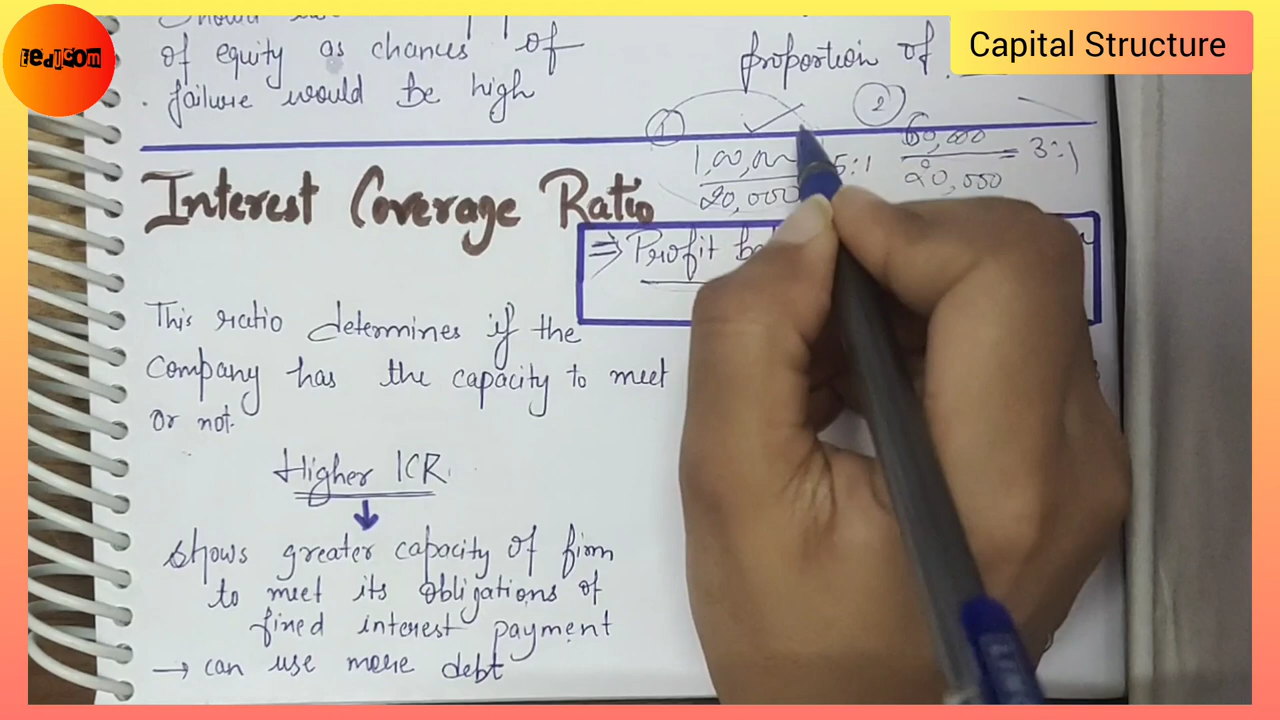 FedUCom
Capital Structure
of equity as chances of
failure would be high
proportion of
1
2
1,00,000
20,000
5:1
60,000
20,000
= 3:1
Interest Coverage Ratio
⇒ Profit
This ratio determines if the
company has the capacity to meet
or not.
Higher ICR
↓
shows greater capacity of firm
to meet its obligations of
fixed interest payment
→ can use more debt